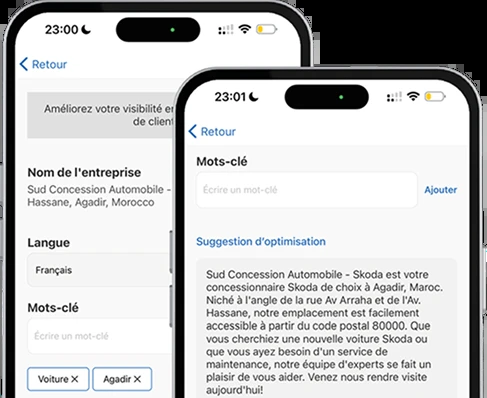 23:00
Retour
Améliorez votre visibilité en
de client
Nom de l'entreprise
Sud Concession Automobile -
Hassane, Agadir, Morocco
Langue
Français
Mots-clé
Écrire un mot-clé
Voiture X
Agadir X
23:01
Retour
Mots-clé
Écrire un mot-clé
Ajouter
Suggestion d'optimisation
Sud Concession Automobile - Skoda est votre
concessionnaire Skoda de choix à Agadir, Maroc.
Niché à l'angle de la rue Av Arraha et de l'Av.
Hassane, notre emplacement est facilement
accessible à partir du code postal 80000. Que
vous cherchiez une nouvelle voiture Skoda ou
que vous ayez besoin d'un service de
maintenance, notre équipe d'experts se fait un
plaisir de vous aider. Venez nous rendre visite
aujourd'hui!